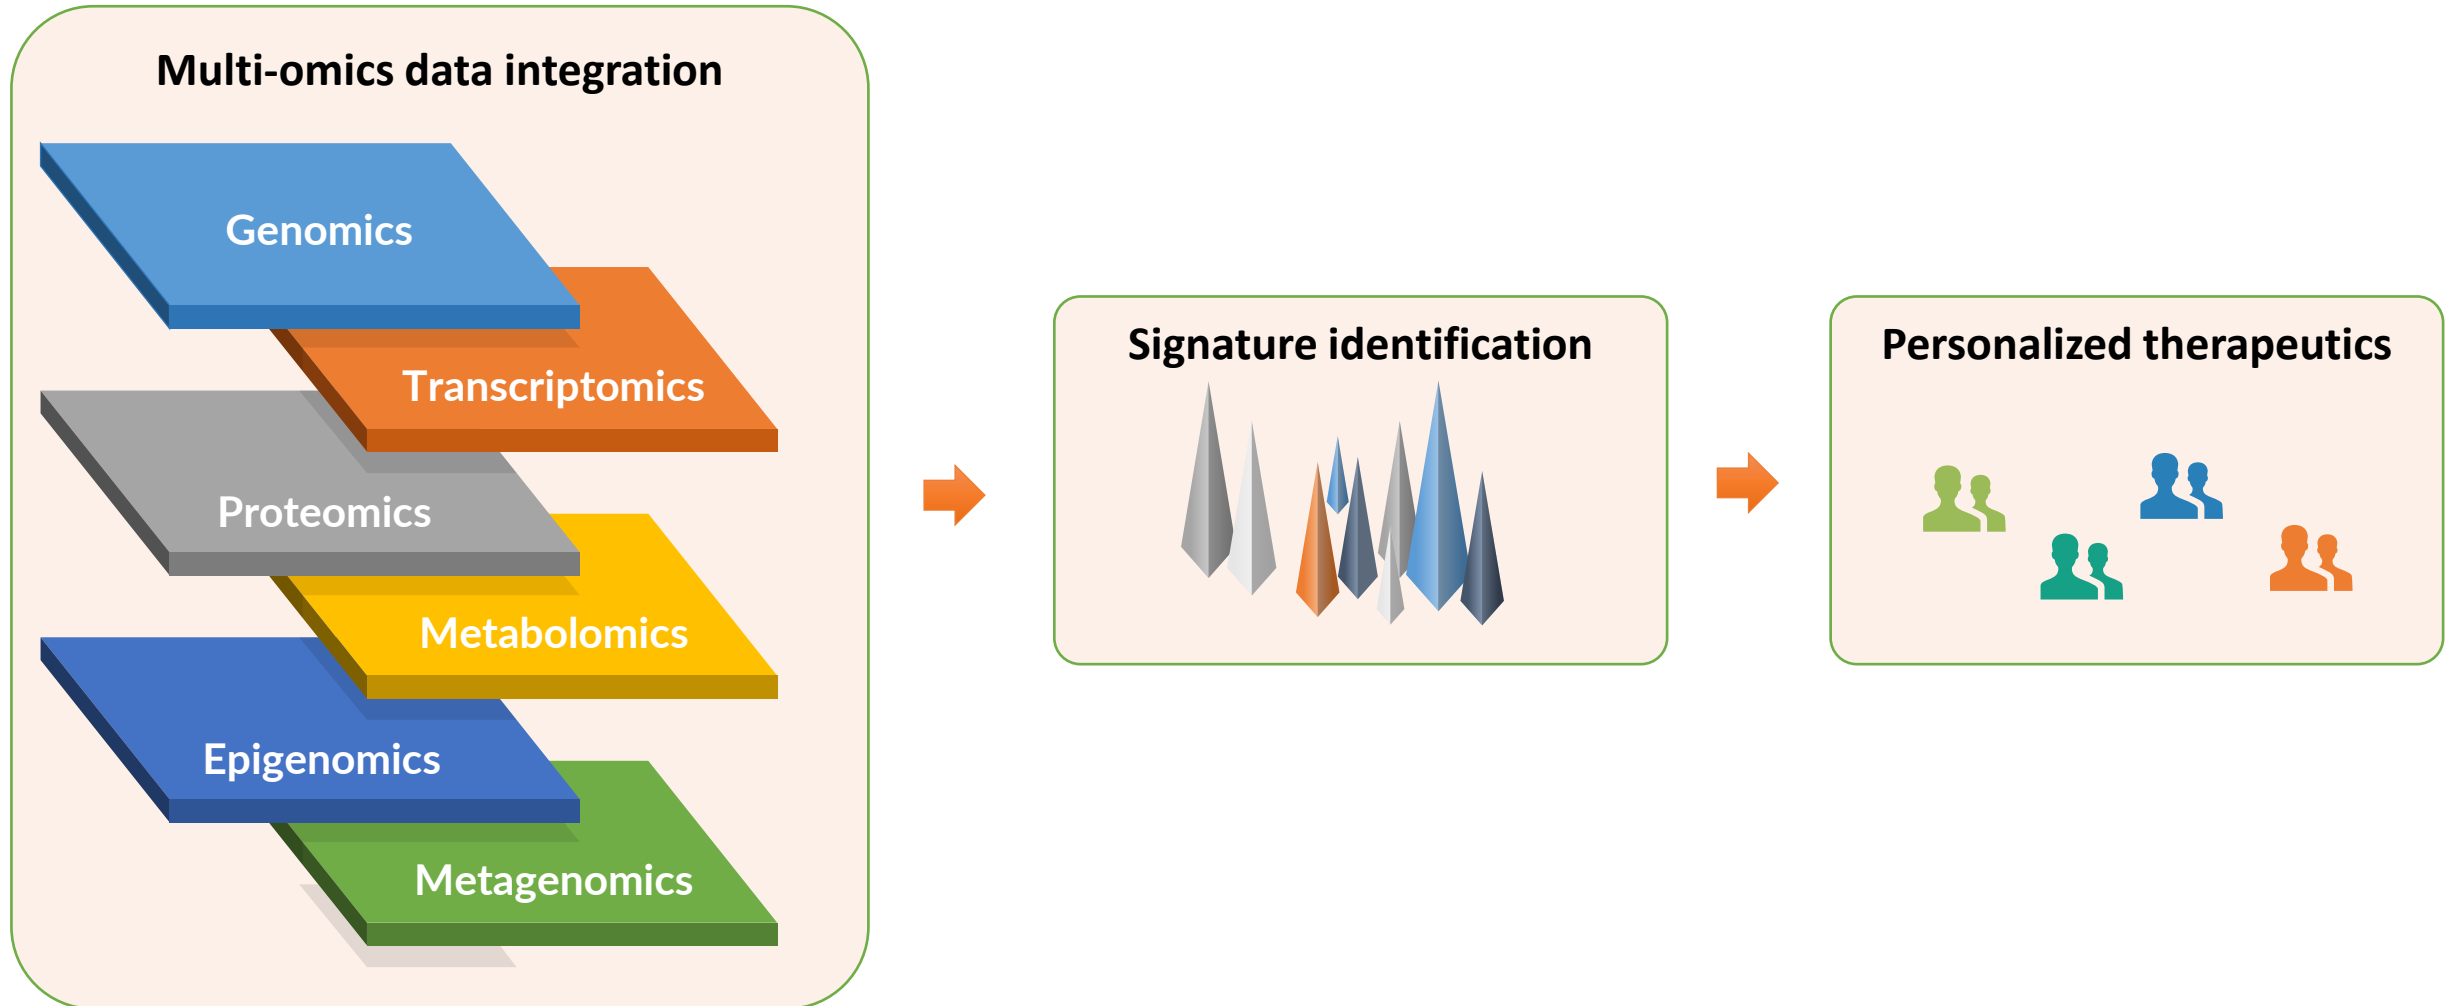 Multi-omics data integration
Genomics
Transcriptomics
Proteomics
Metabolomics
Epigenomics
Metagenomics
Signature identification
Personalized therapeutics